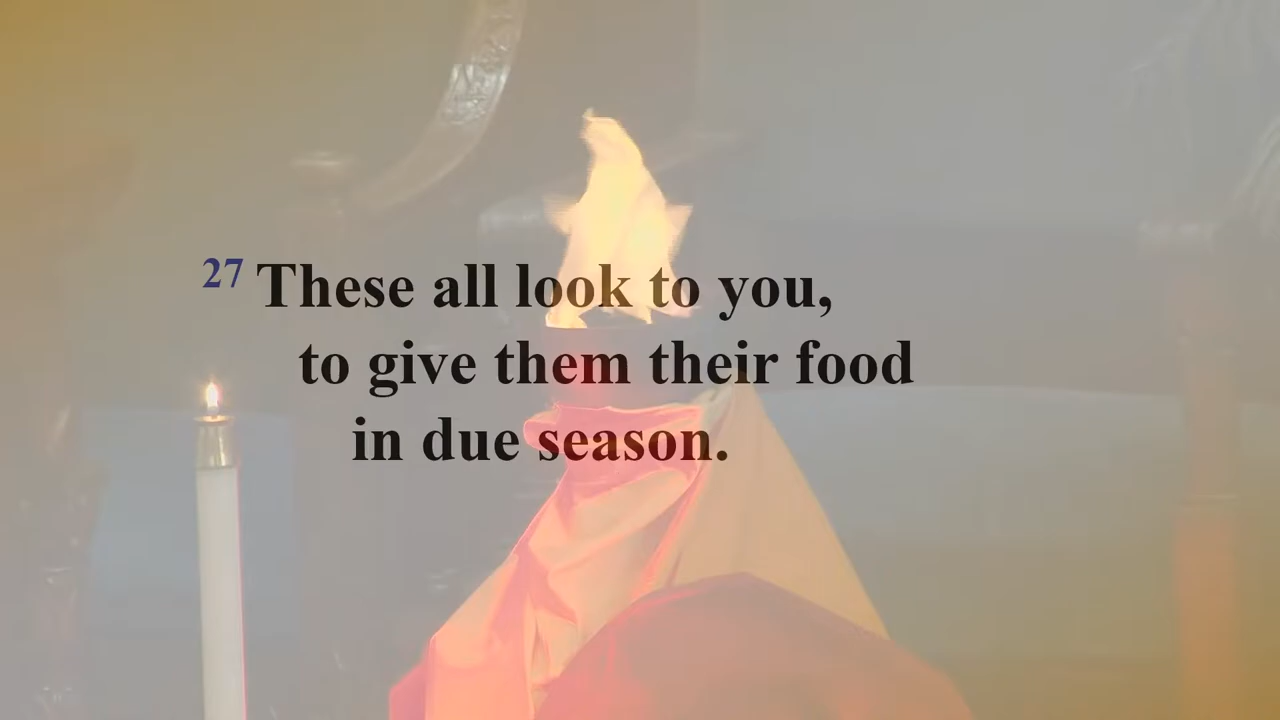 27 These all look to you,
to give them their food
in due season.